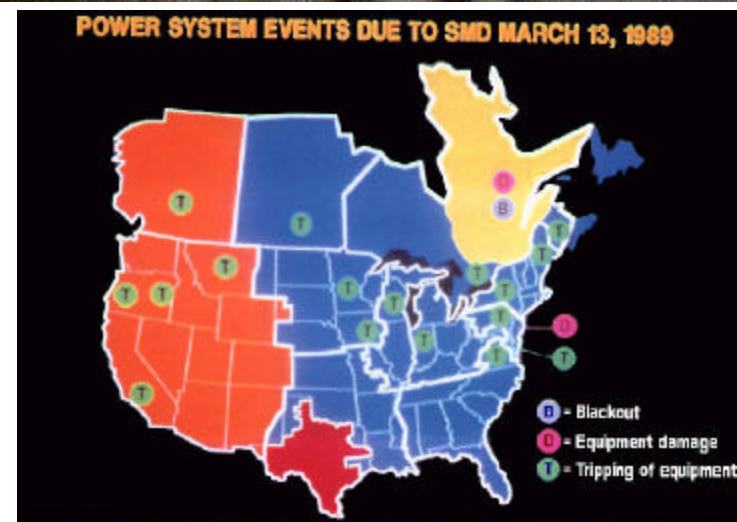 POWER SYSTEM EVENTS DUE TO SMD MARCH 13, 1989
D
T
B
T
T
T
T
T
T
T
T
T
T
T
D
T
T
T
T
T
B = Blackout
D = Equipment damage
T = Tripping of equipment